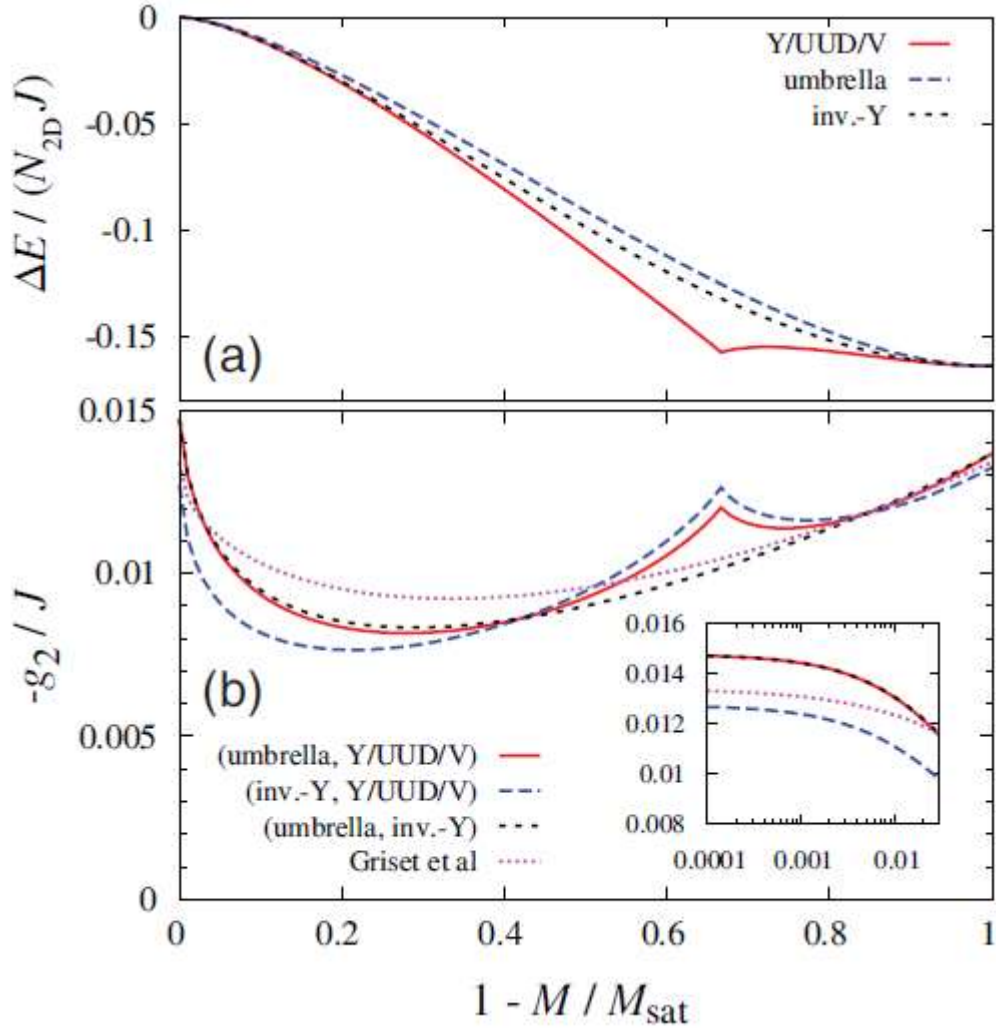 0
-0.05
-0.1
-0.15
ΔE / (N2D J)
Y/UUD/V
umbrella
inv.-Y
(a)
0.015
0.01
0.005
0
-g2 / J
(b)
(umbrella, Y/UUD/V)
(inv.-Y, Y/UUD/V)
(umbrella, inv.-Y)
Griset et al
0.016
0.014
0.012
0.01
0.008
0.0001 0.001 0.01
0 0.2 0.4 0.6 0.8 1
1 - M / Msat